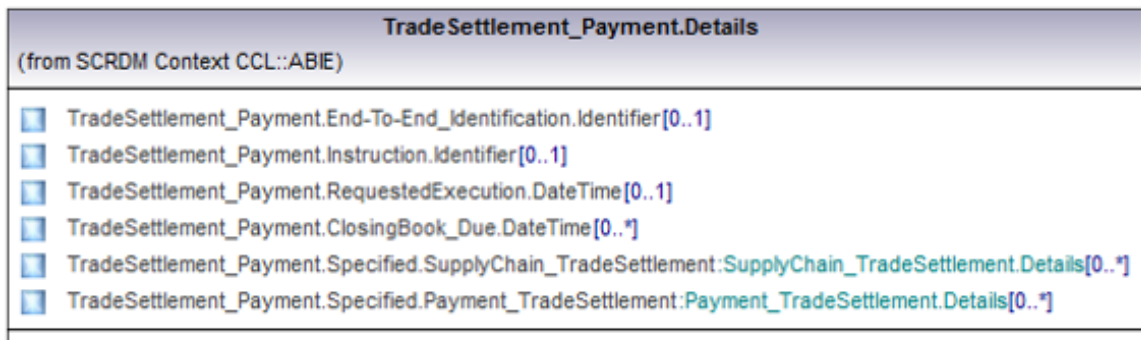 TradeSettlement_Payment.Details
(from SCRDM Context CCL::ABIE)
TradeSettlement_Payment.End-To-End_Identification.Identifier[0..1]
TradeSettlement_Payment.Instruction.Identifier[0..1]
TradeSettlement_Payment.RequestedExecution.DateTime[0..1]
TradeSettlement_Payment.ClosingBook_Due.DateTime[0..*]
TradeSettlement_Payment.Specified.SupplyChain_TradeSettlement:SupplyChain_TradeSettlement.Details[0..*]
TradeSettlement_Payment.Specified.Payment_TradeSettlement:Payment_TradeSettlement.Details[0..*]